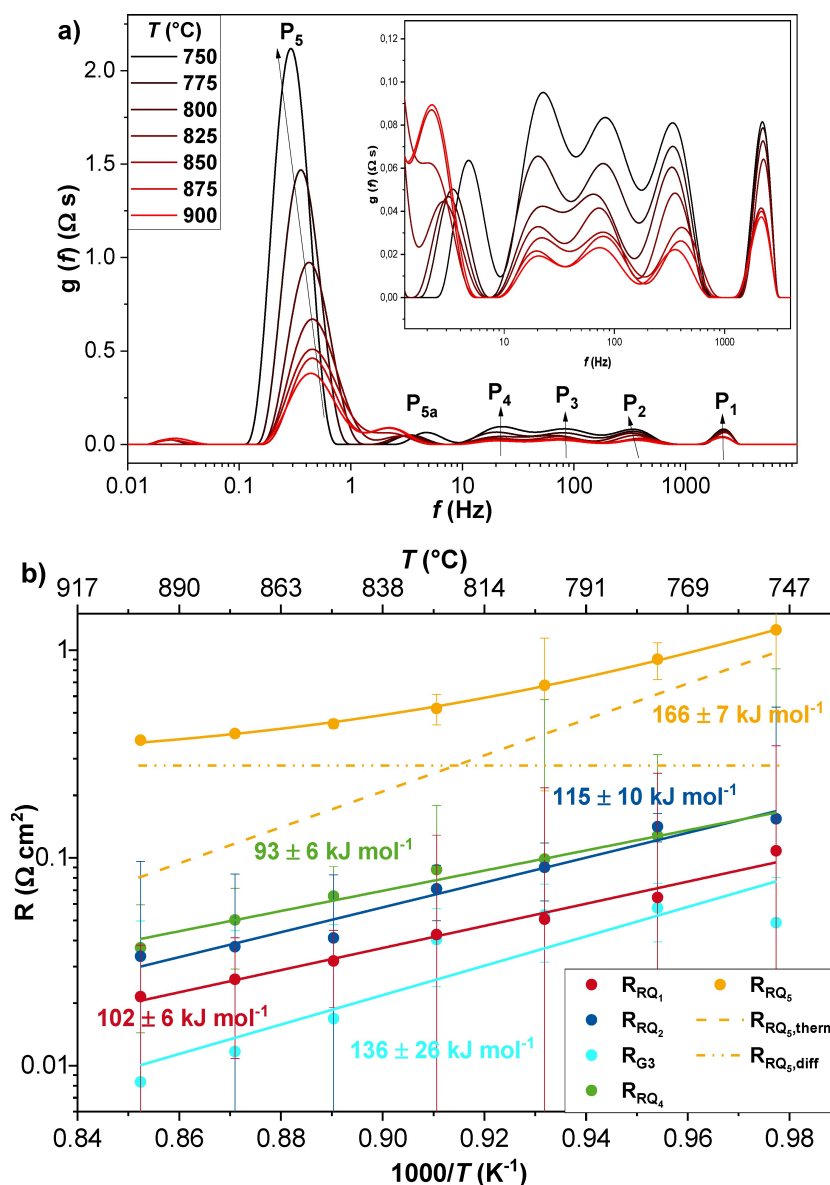 a)
T (°C)
750
775
800
825
850
875
900
P5
P5a
P4
P3
P2
P1
g (f) (Ω s)
2.0
1.5
1.0
0.5
0.0
0.01 0.1 1 10 100 1000
f (Hz)
g (f) (Ω s)
0,12
0,10
0,08
0,06
0,04
0,02
0,00
10 100 1000
f (Hz)
b)
T (°C)
917 890 863 838 814 791 769 747
R (Ω cm²)
1
0.1
0.01
166 ± 7 kJ mol⁻¹
115 ± 10 kJ mol⁻¹
93 ± 6 kJ mol⁻¹
102 ± 6 kJ mol⁻¹
136 ± 26 kJ mol⁻¹
RRQ1 RRQ5
RRQ2 RRQ5,therm
RG3 RRQ5,diff
RRQ4
0.84 0.86 0.88 0.90 0.92 0.94 0.96 0.98
1000/T (K⁻¹)